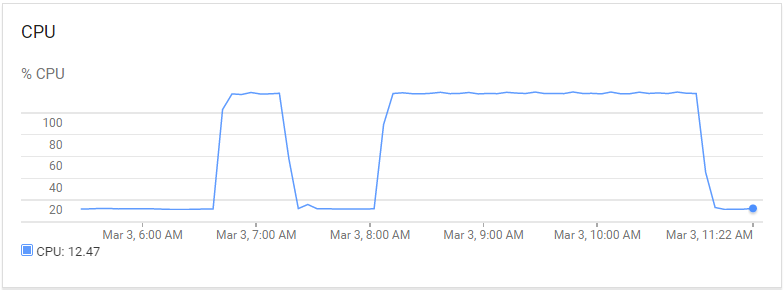 CPU
% CPU
100
80
60
40
20
Mar 3, 6:00 AM Mar 3, 7:00 AM Mar 3, 8:00 AM Mar 3, 9:00 AM Mar 3, 10:00 AM Mar 3, 11:22 AM
CPU: 12.47